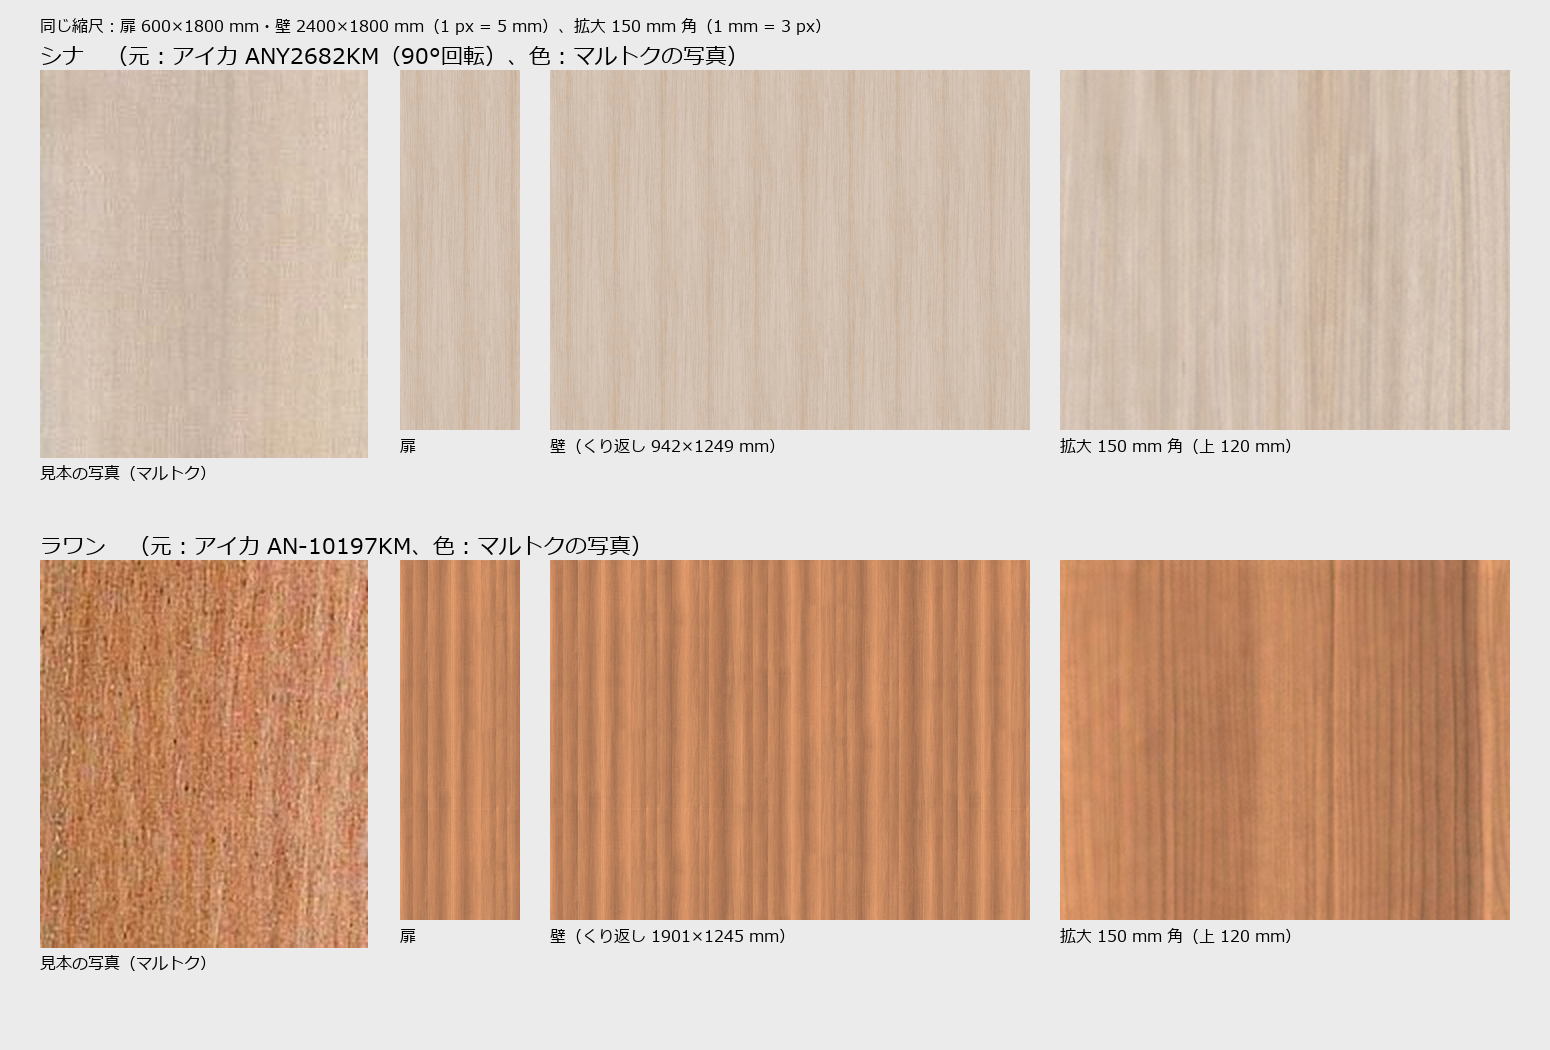 同じ縮尺：扉 600×1800 mm・壁 2400×1800 mm（1 px = 5 mm）、拡大 150 mm 角（1 mm = 3 px）
シナ　（元：アイカ ANY2682KM（90°回転）、色：マルトクの写真）
扉
壁（くり返し 942×1249 mm）
拡大 150 mm 角（上 120 mm）
見本の写真（マルトク）
ラワン　（元：アイカ AN-10197KM、色：マルトクの写真）
扉
壁（くり返し 1901×1245 mm）
拡大 150 mm 角（上 120 mm）
見本の写真（マルトク）